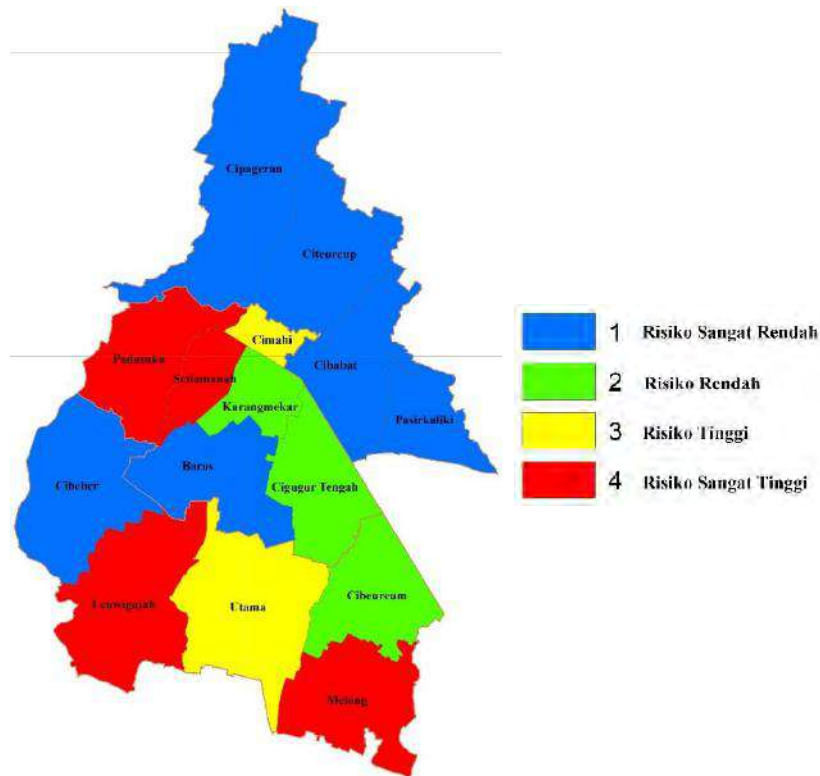 Cipageran
Citeureup
Cimahi
Padasuka
Setiamanah
Cibabat
Karangmekar
Pasirkaliki
Baros
Cibeber
Cigugur Tengah
Leuwigajah
Utama
Cibeureum
Melong
1 Risiko Sangat Rendah
2 Risiko Rendah
3 Risiko Tinggi
4 Risiko Sangat Tinggi